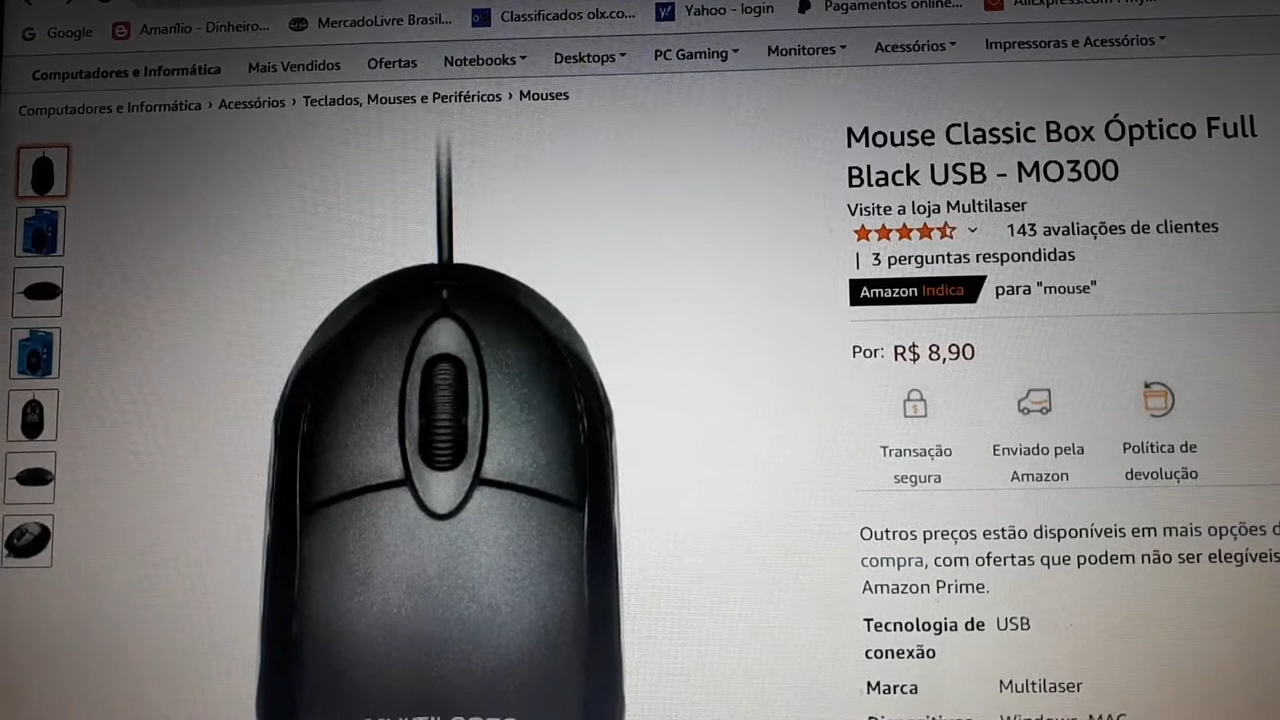 Google
Amarílio - Dinheiro...
MercadoLivre Brasil...
Classificados olx.co...
Yahoo - login
Pagamentos online...
Computadores e Informática
Mais Vendidos
Ofertas
Notebooks
Desktops
PC Gaming
Monitores
Acessórios
Impressoras e Acessórios
Computadores e Informática › Acessórios › Teclados, Mouses e Periféricos › Mouses
Mouse Classic Box Óptico Full
Black USB - MO300
Visite a loja Multilaser
143 avaliações de clientes
| 3 perguntas respondidas
Amazon Indica para "mouse"
Por: R$ 8,90
Transação
segura
Enviado pela
Amazon
Política de
devolução
Outros preços estão disponíveis em mais opções d
compra, com ofertas que podem não ser elegíveis
Amazon Prime.
Tecnologia de USB
conexão
Marca Multilaser